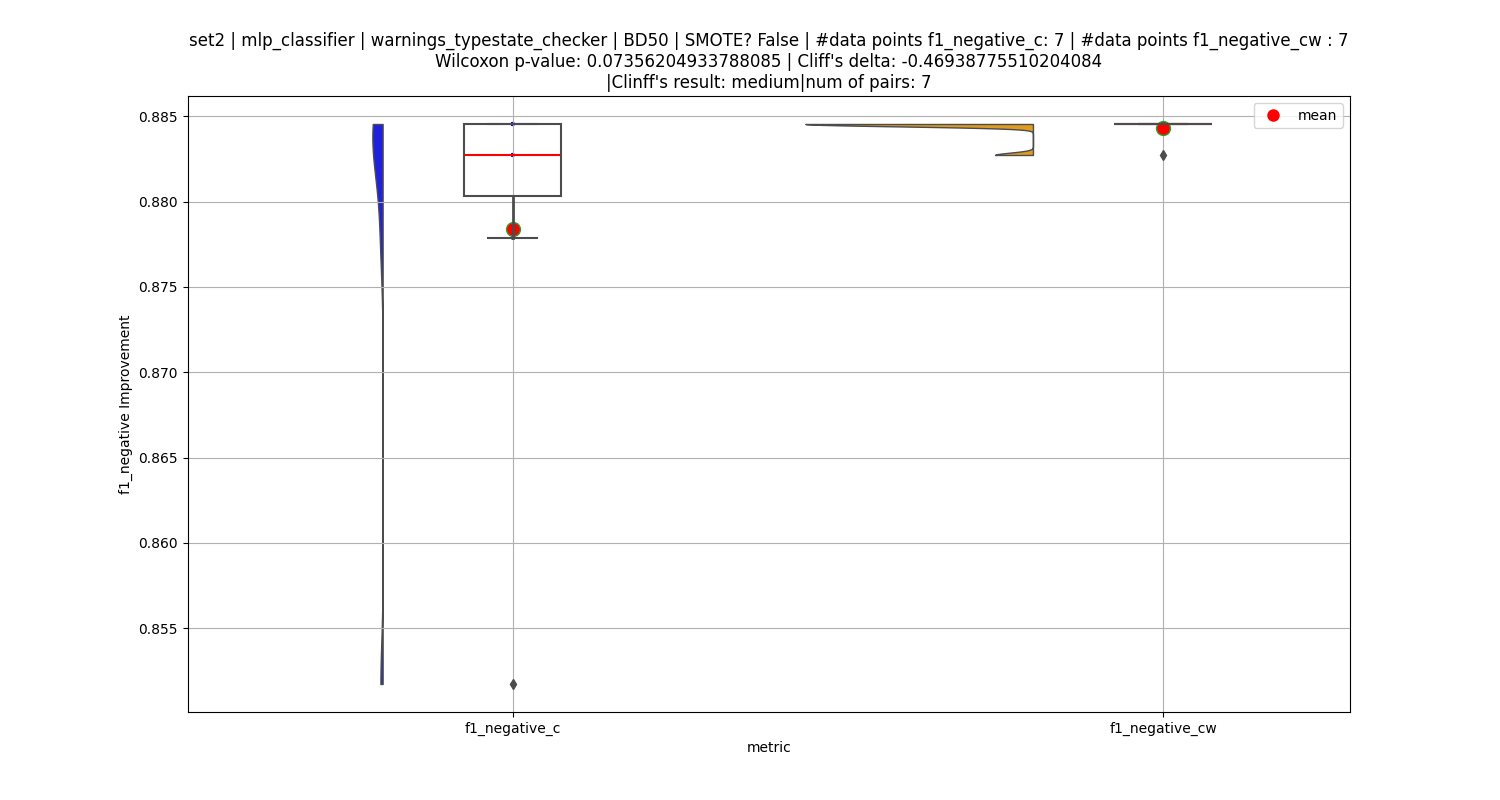 set2 | mlp_classifier | warnings_typestate_checker | BD50 | SMOTE? False | #data points f1_negative_c: 7 | #data points f1_negative_cw : 7
Wilcoxon p-value: 0.07356204933788085 | Cliff's delta: -0.46938775510204084
|Clinff's result: medium|num of pairs: 7
mean
0.885
0.880
0.875
0.870
0.865
0.860
0.855
f1_negative Improvement
f1_negative_c
f1_negative_cw
metric